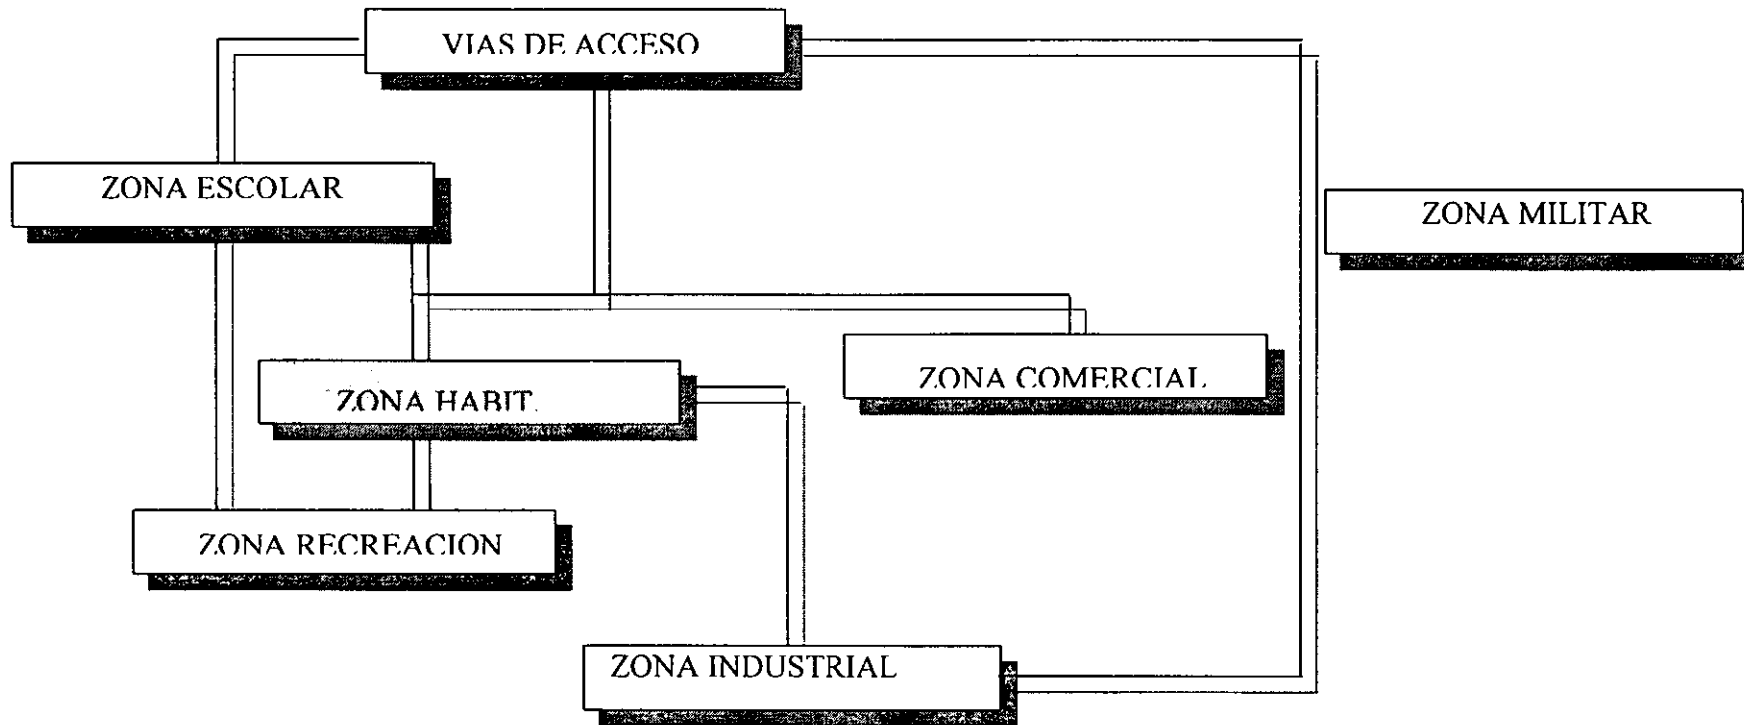 VIAS DE ACCESO
ZONA ESCOLAR
ZONA MILITAR
ZONA COMERCIAL
ZONA HABIT.
ZONA RECREACION
ZONA INDUSTRIAL